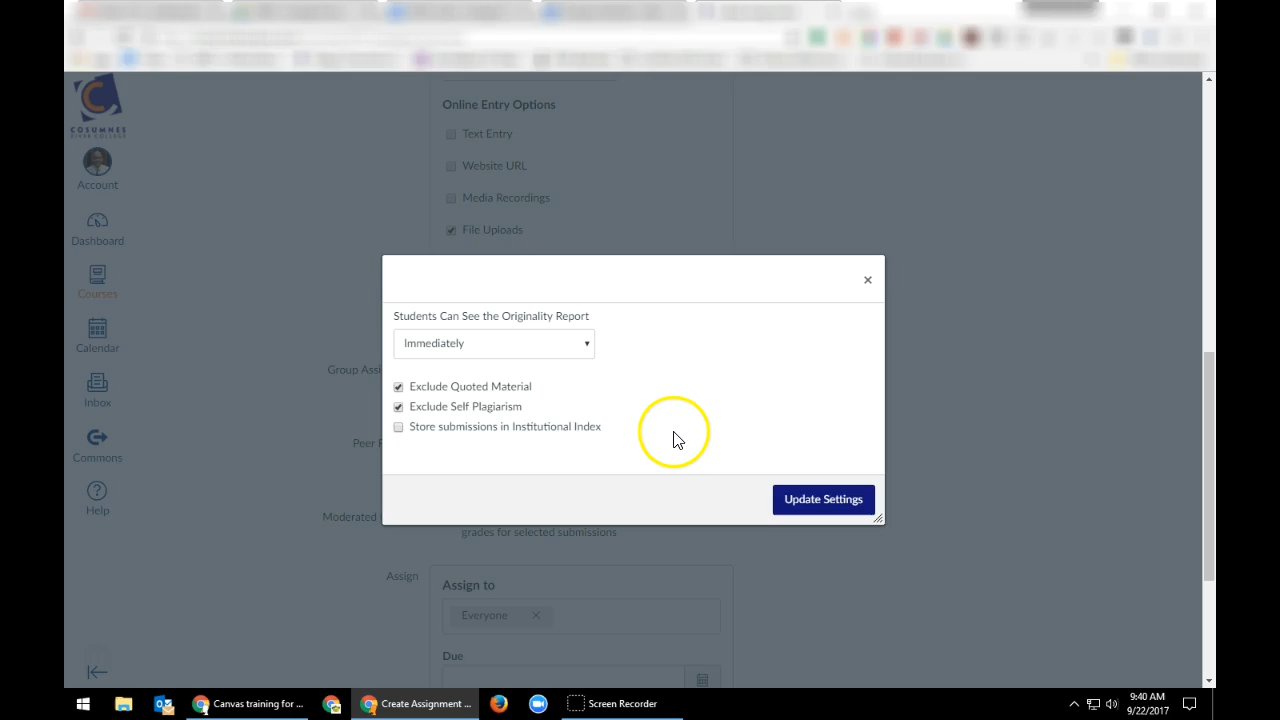 COSUMNES
RIVER COLLEGE
Account
Dashboard
Courses
Calendar
Inbox
Commons
Help
Online Entry Options
Text Entry
Website URL
Media Recordings
File Uploads
Group Assi
Peer
Moderated
Assign
×
Students Can See the Originality Report
Immediately
Exclude Quoted Material
Exclude Self Plagiarism
Store submissions in Institutional Index
Update Settings
grades for selected submissions
Assign to
Everyone ×
Due
Canvas training for ...
Create Assignment ...
Screen Recorder
9:40 AM
9/22/2017